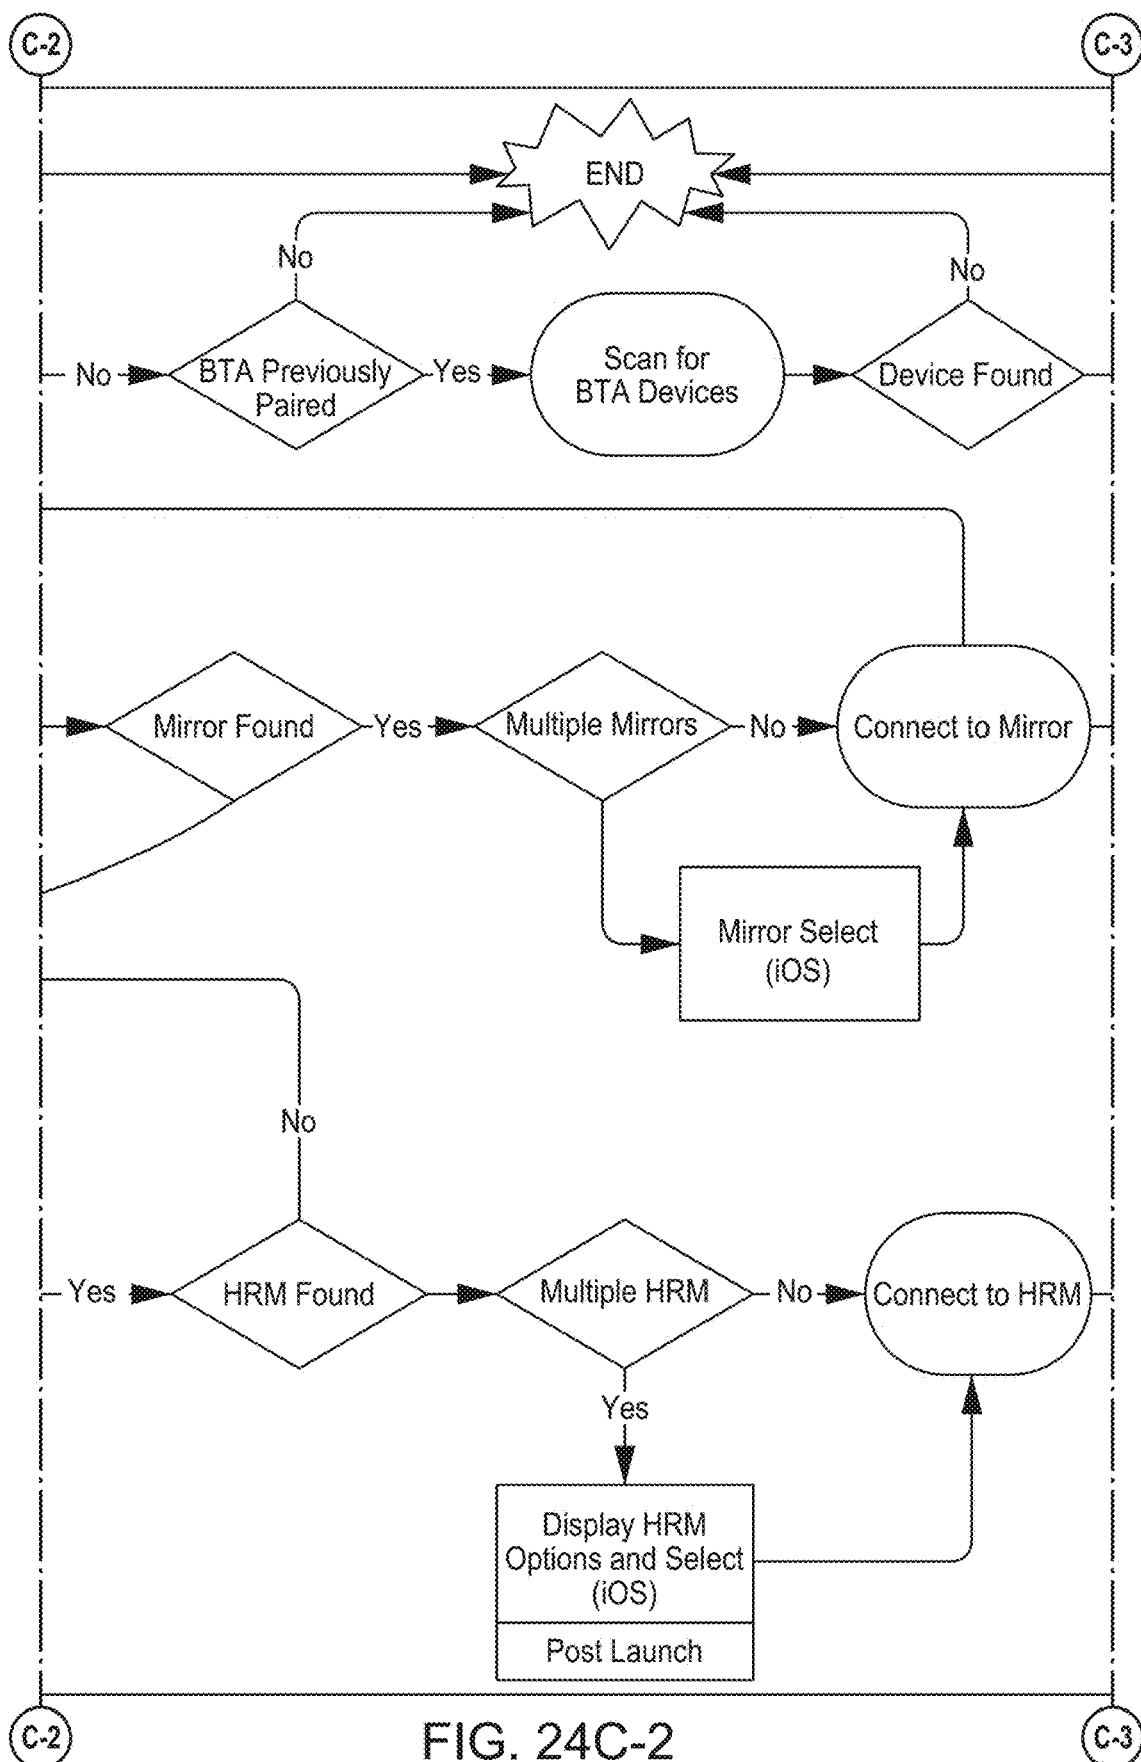 C-2
C-3
END
No
No
No
BTA Previously
Paired
Yes
Scan for
BTA Devices
Device Found
Mirror Found
Yes
Multiple Mirrors
No
Connect to Mirror
Mirror Select
(iOS)
No
Yes
HRM Found
Multiple HRM
No
Connect to HRM
Yes
Display HRM
Options and Select
(iOS)
Post Launch
C-2
FIG. 24C-2
C-3